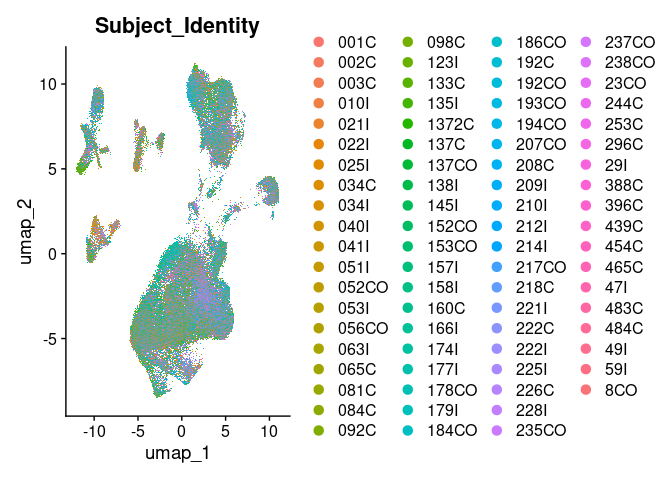 Subject_Identity
10
5
0
-5
umap_2
-10 -5 0 5 10
umap_1
001C 098C 186CO 237CO
002C 123I 192C 238CO
003C 133C 192CO 23CO
010I 135I 193CO 244C
021I 1372C 194CO 253C
022I 137C 207CO 296C
025I 137CO 208C 29I
034C 138I 209I 388C
034I 145I 210I 396C
040I 152CO 212I 439C
041I 153CO 214I 454C
051I 157I 217CO 465C
052CO 158I 218C 47I
053I 160C 221I 483C
056CO 166I 222C 484C
063I 174I 222I 49I
065C 177I 225I 59I
081C 178CO 226C 8CO
084C 179I 228I
092C 184CO 235CO